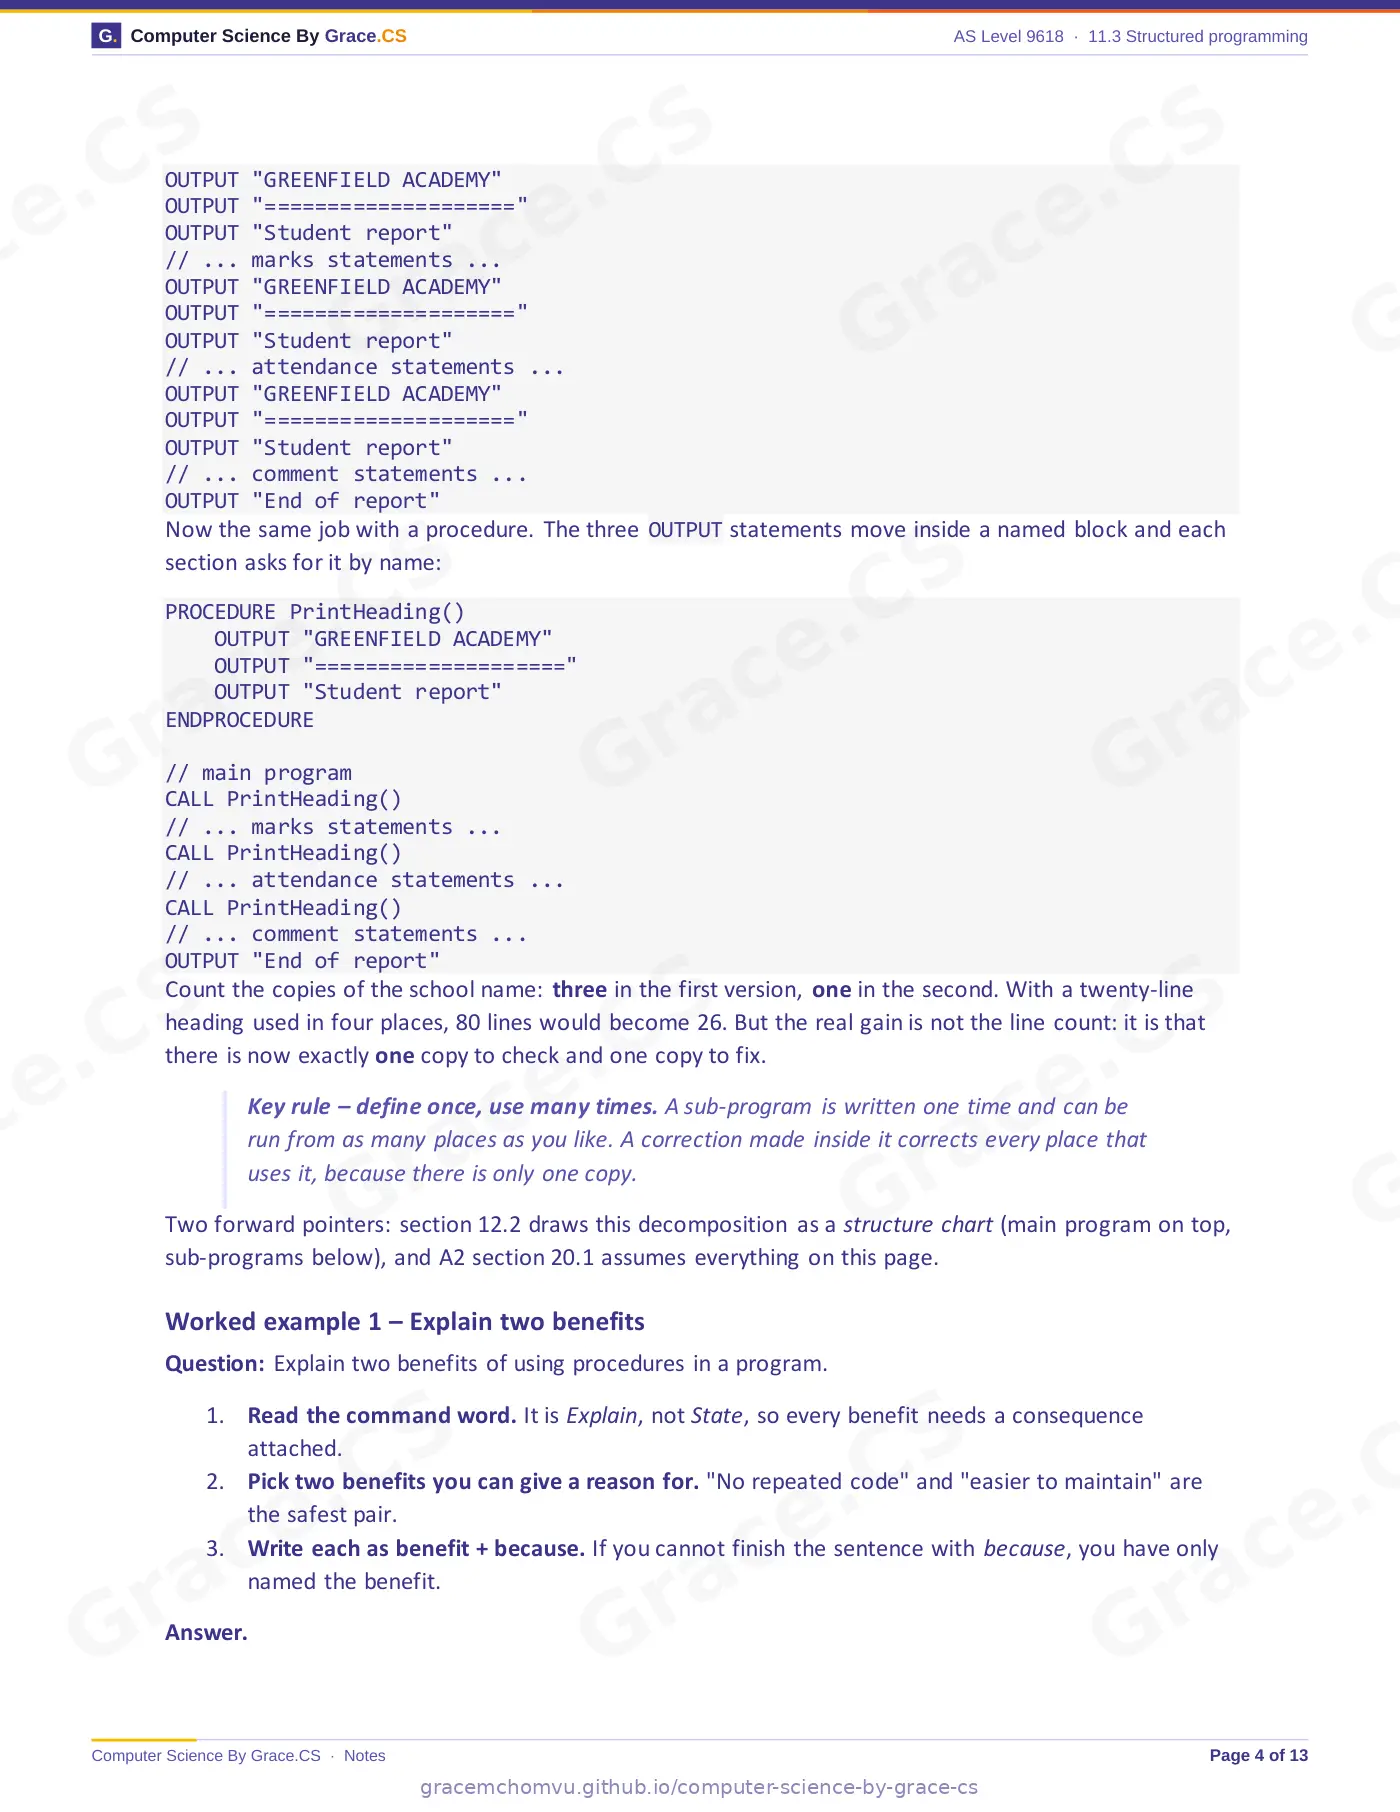 G. Computer Science By Grace.CS
AS Level 9618 · 11.3 Structured programming
OUTPUT "GREENFIELD ACADEMY"
OUTPUT "===================="
OUTPUT "Student report"
// ... marks statements ...
OUTPUT "GREENFIELD ACADEMY"
OUTPUT "===================="
OUTPUT "Student report"
// ... attendance statements ...
OUTPUT "GREENFIELD ACADEMY"
OUTPUT "===================="
OUTPUT "Student report"
// ... comment statements ...
OUTPUT "End of report"
Now the same job with a procedure. The three OUTPUT statements move inside a named block and each
section asks for it by name:
PROCEDURE PrintHeading()
    OUTPUT "GREENFIELD ACADEMY"
    OUTPUT "===================="
    OUTPUT "Student report"
ENDPROCEDURE
// main program
CALL PrintHeading()
// ... marks statements ...
CALL PrintHeading()
// ... attendance statements ...
CALL PrintHeading()
// ... comment statements ...
OUTPUT "End of report"
Count the copies of the school name: three in the first version, one in the second. With a twenty-line
heading used in four places, 80 lines would become 26. But the real gain is not the line count: it is that
there is now exactly one copy to check and one copy to fix.
Key rule – define once, use many times. A sub-program is written one time and can be
run from as many places as you like. A correction made inside it corrects every place that
uses it, because there is only one copy.
Two forward pointers: section 12.2 draws this decomposition as a structure chart (main program on top,
sub-programs below), and A2 section 20.1 assumes everything on this page.
Worked example 1 – Explain two benefits
Question: Explain two benefits of using procedures in a program.
1. Read the command word. It is Explain, not State, so every benefit needs a consequence
attached.
2. Pick two benefits you can give a reason for. "No repeated code" and "easier to maintain" are
the safest pair.
3. Write each as benefit + because. If you cannot finish the sentence with because, you have only
named the benefit.
Answer.
Computer Science By Grace.CS · Notes
Page 4 of 13
gracemchomvu.github.io/computer-science-by-grace-cs